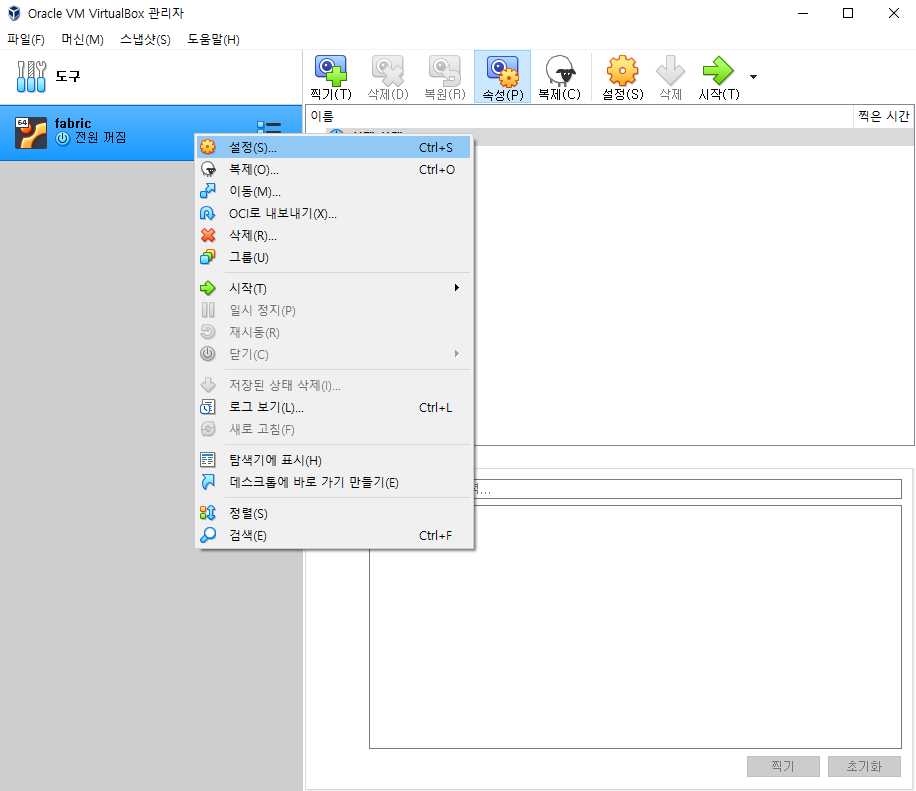 Oracle VM VirtualBox 관리자
파일(F) 머신(M) 스냅샷(S) 도움말(H)
도구
찍기(T) 삭제(D) 복원(R) 속성(P) 복제(C) 설정(S) 삭제 시작(T)
이름 찍은 시간
64
fabric
전원 꺼짐
설정(S)... Ctrl+S
복제(O)... Ctrl+O
이동(M)...
OCI로 내보내기(X)...
삭제(R)...
그룹(U)
시작(T)
일시 정지(P)
재시동(R)
닫기(C)
저장된 상태 삭제(I)...
로그 보기(L)... Ctrl+L
새로 고침(F)
탐색기에 표시(H)
데스크톱에 바로 가기 만들기(E)
정렬(S)
검색(E) Ctrl+F
찍기 초기화